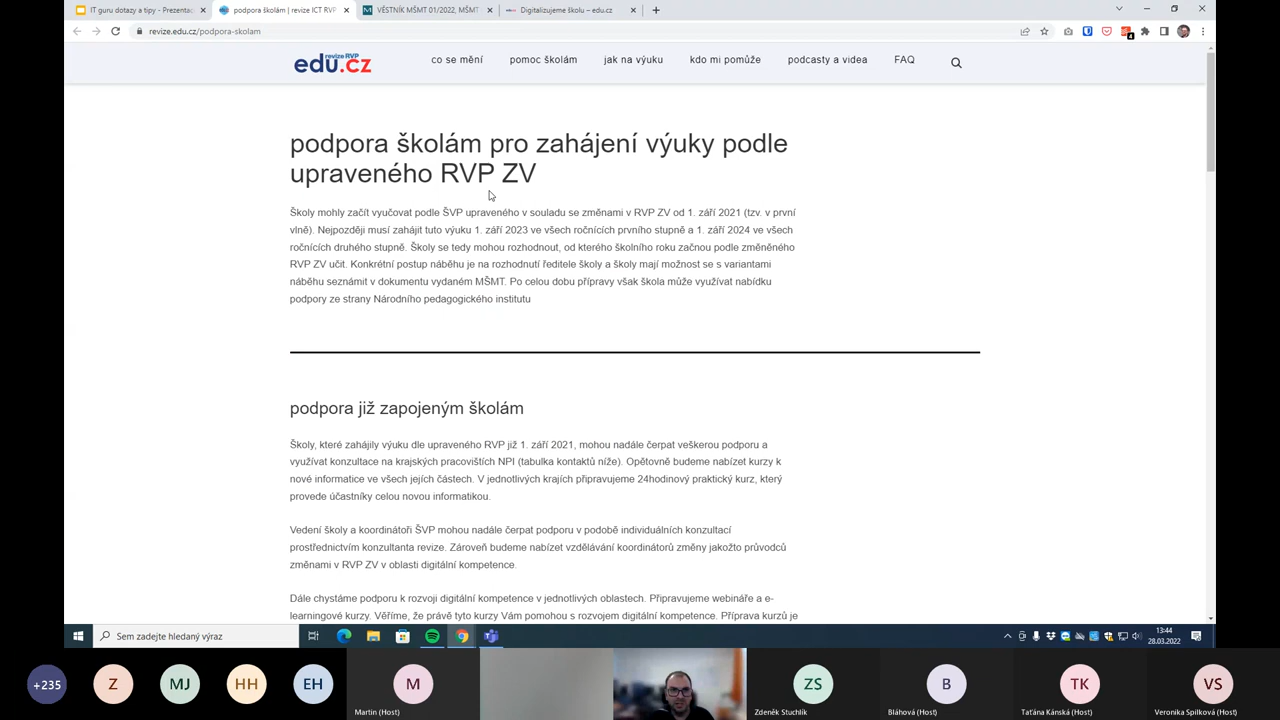 IT guru dotazy a tipy - Prezentac
podpora školám | revize ICT RVP
VĚSTNÍK MŠMT 01/2022, MŠMT
Digitalizujeme školu – edu.cz
revize.edu.cz/podpora-skolam
4
revize RVP
edu.cz
co se mění
pomoc školám
jak na výuku
kdo mi pomůže
podcasty a videa
FAQ
podpora školám pro zahájení výuky podle
upraveného RVP ZV
Školy mohly začít vyučovat podle ŠVP upraveného v souladu se změnami v RVP ZV od 1. září 2021 (tzv. v první
vlně). Nejpozději musí zahájit tuto výuku 1. září 2023 ve všech ročnících prvního stupně a 1. září 2024 ve všech
ročnících druhého stupně. Školy se tedy mohou rozhodnout, od kterého školního roku začnou podle změněného
RVP ZV učit. Konkrétní postup náběhu je na rozhodnutí ředitele školy a školy mají možnost se s variantami
náběhu seznámit v dokumentu vydaném MŠMT. Po celou dobu přípravy však škola může využívat nabídku
podpory ze strany Národního pedagogického institutu
podpora již zapojeným školám
Školy, které zahájily výuku dle upraveného RVP již 1. září 2021, mohou nadále čerpat veškerou podporu a
využívat konzultace na krajských pracovištích NPI (tabulka kontaktů níže). Opětovně budeme nabízet kurzy k
nové informatice ve všech jejích částech. V jednotlivých krajích připravujeme 24hodinový praktický kurz, který
provede účastníky celou novou informatikou.
Vedení školy a koordinátoři ŠVP mohou nadále čerpat podporu v podobě individuálních konzultací
prostřednictvím konzultanta revize. Zároveň budeme nabízet vzdělávání koordinátorů změny jakožto průvodců
změnami v RVP ZV v oblasti digitální kompetence.
Dále chystáme podporu k rozvoji digitální kompetence v jednotlivých oblastech. Připravujeme webináře a e-
learningové kurzy. Věříme, že právě tyto kurzy Vám pomohou s rozvojem digitální kompetence. Příprava kurzů je
Sem zadejte hledaný výraz
13:44
28.03.2022
+235
Z
MJ
HH
EH
M
Martin (Host)
ZS
Zdeněk Stuchlík
B
Bláhová (Host)
TK
Taťána Kánská (Host)
VS
Veronika Spilková (Host)